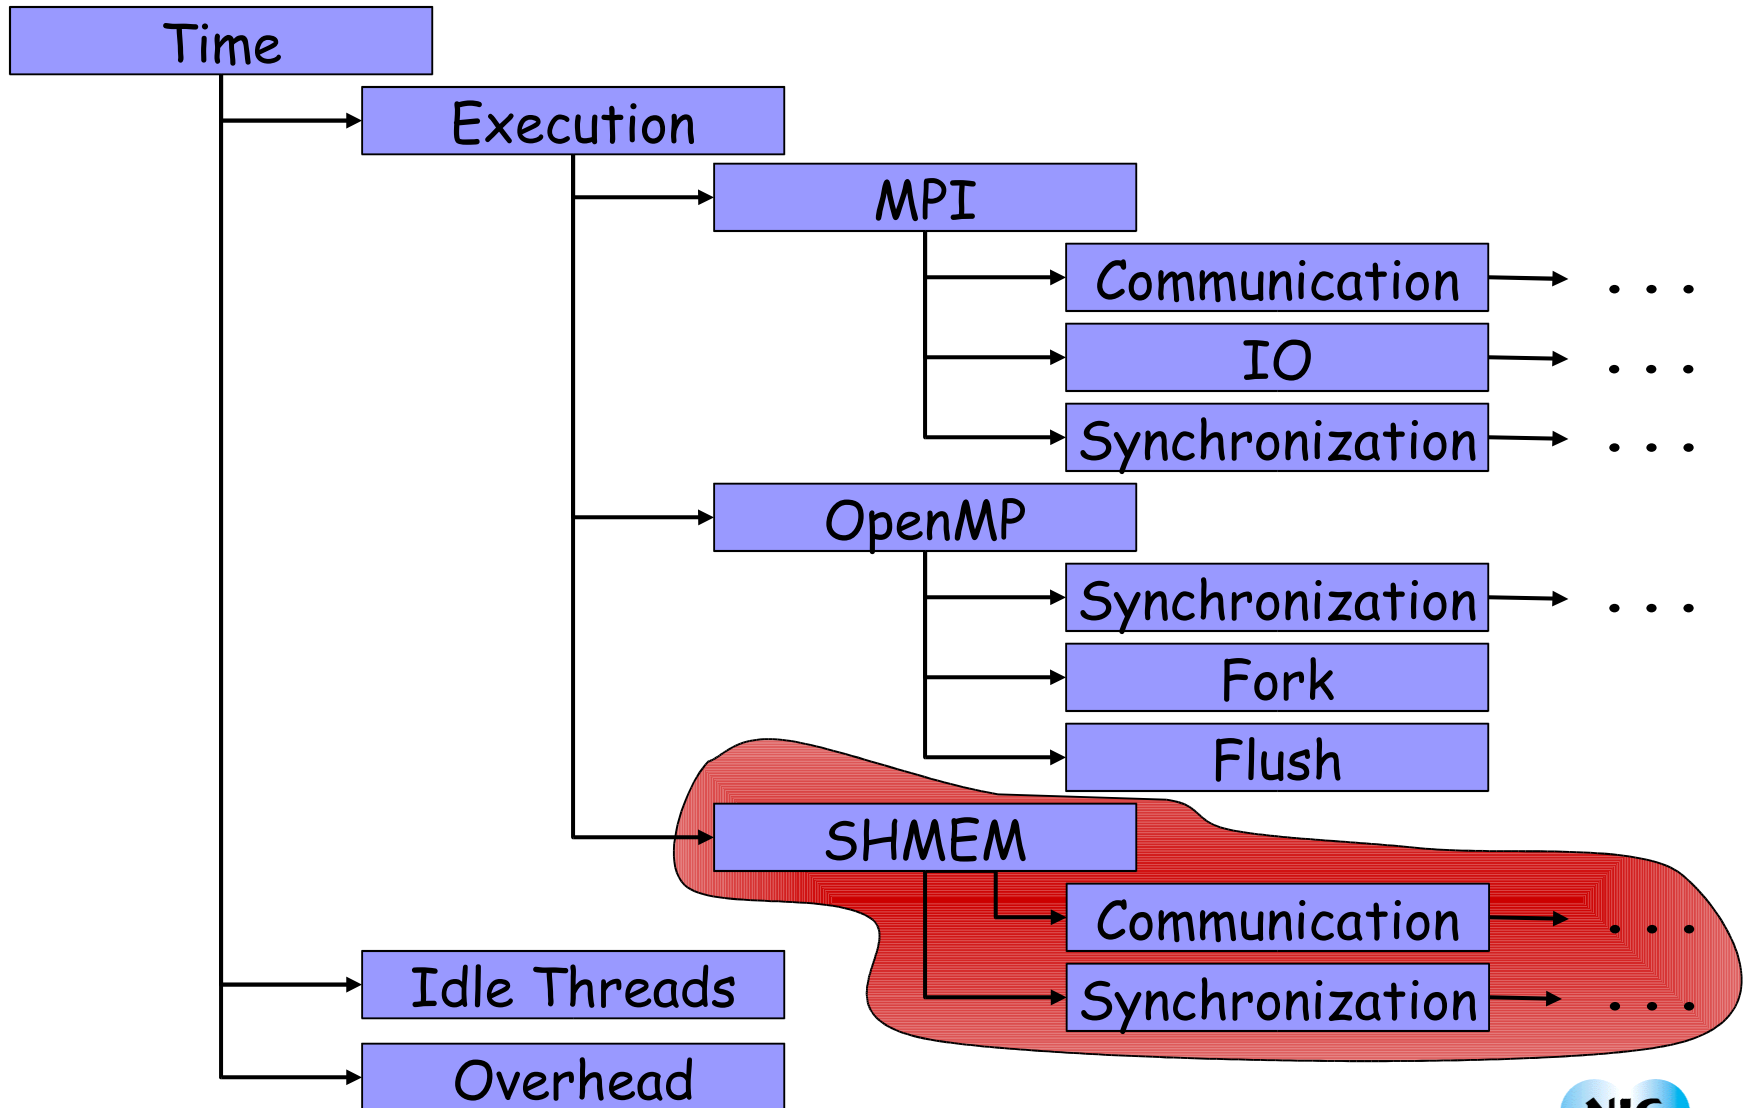 Time
Execution
MPI
Communication
. . .
IO
. . .
Synchronization
. . .
OpenMP
Synchronization
. . .
Fork
Flush
SHMEM
Communication
. . .
Synchronization
. . .
Idle Threads
Overhead